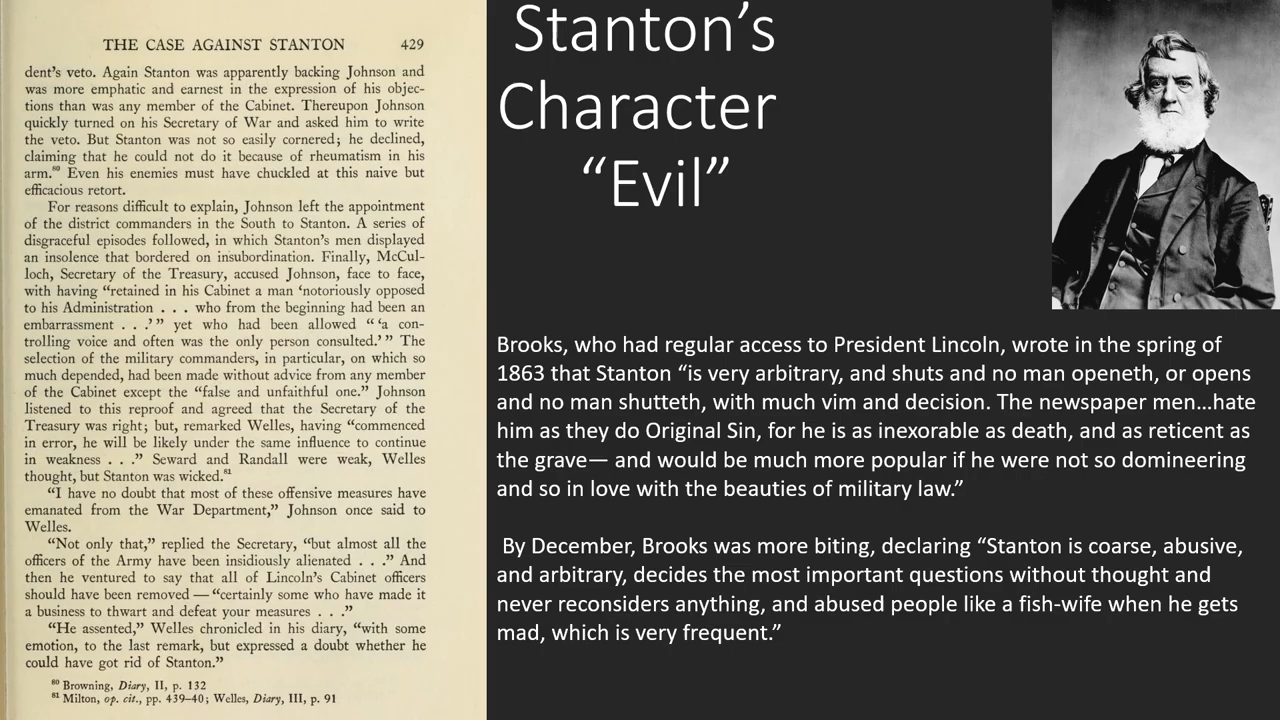 THE CASE AGAINST STANTON 429
dent's veto. Again Stanton was apparently backing Johnson and
was more emphatic and earnest in the expression of his objec-
tions than was any member of the Cabinet. Thereupon Johnson
quickly turned on his Secretary of War and asked him to write
the veto. But Stanton was not so easily cornered; he declined,
claiming that he could not do it because of rheumatism in his
arm.⁸⁰ Even his enemies must have chuckled at this naive but
efficacious retort.
For reasons difficult to explain, Johnson left the appointment
of the district commanders in the South to Stanton. A series of
disgraceful episodes followed, in which Stanton's men displayed
an insolence that bordered on insubordination. Finally, McCul-
loch, Secretary of the Treasury, accused Johnson, face to face,
with having "retained in his Cabinet a man 'notoriously opposed
to his Administration . . . who from the beginning had been an
embarrassment . . .' " yet who had been allowed " 'a con-
trolling voice and often was the only person consulted.' " The
selection of the military commanders, in particular, on which so
much depended, had been made without advice from any member
of the Cabinet except the "false and unfaithful one." Johnson
listened to this reproof and agreed that the Secretary of the
Treasury was right; but, remarked Welles, having "commenced
in error, he will be likely under the same influence to continue
in weakness . . ." Seward and Randall were weak, Welles
thought, but Stanton was wicked.⁸¹
"I have no doubt that most of these offensive measures have
emanated from the War Department," Johnson once said to
Welles.
"Not only that," replied the Secretary, "but almost all the
officers of the Army have been insidiously alienated . . ." And
then he ventured to say that all of Lincoln's Cabinet officers
should have been removed — "certainly some who have made it
a business to thwart and defeat your measures . . ."
"He assented," Welles chronicled in his diary, "with some
emotion, to the last remark, but expressed a doubt whether he
could have got rid of Stanton."
⁸⁰ Browning, Diary, II, p. 132
⁸¹ Milton, op. cit., pp. 439–40; Welles, Diary, III, p. 91
Stanton's
Character
"Evil"
Brooks, who had regular access to President Lincoln, wrote in the spring of
1863 that Stanton "is very arbitrary, and shuts and no man openeth, or opens
and no man shutteth, with much vim and decision. The newspaper men…hate
him as they do Original Sin, for he is as inexorable as death, and as reticent as
the grave— and would be much more popular if he were not so domineering
and so in love with the beauties of military law."
By December, Brooks was more biting, declaring "Stanton is coarse, abusive,
and arbitrary, decides the most important questions without thought and
never reconsiders anything, and abused people like a fish-wife when he gets
mad, which is very frequent."